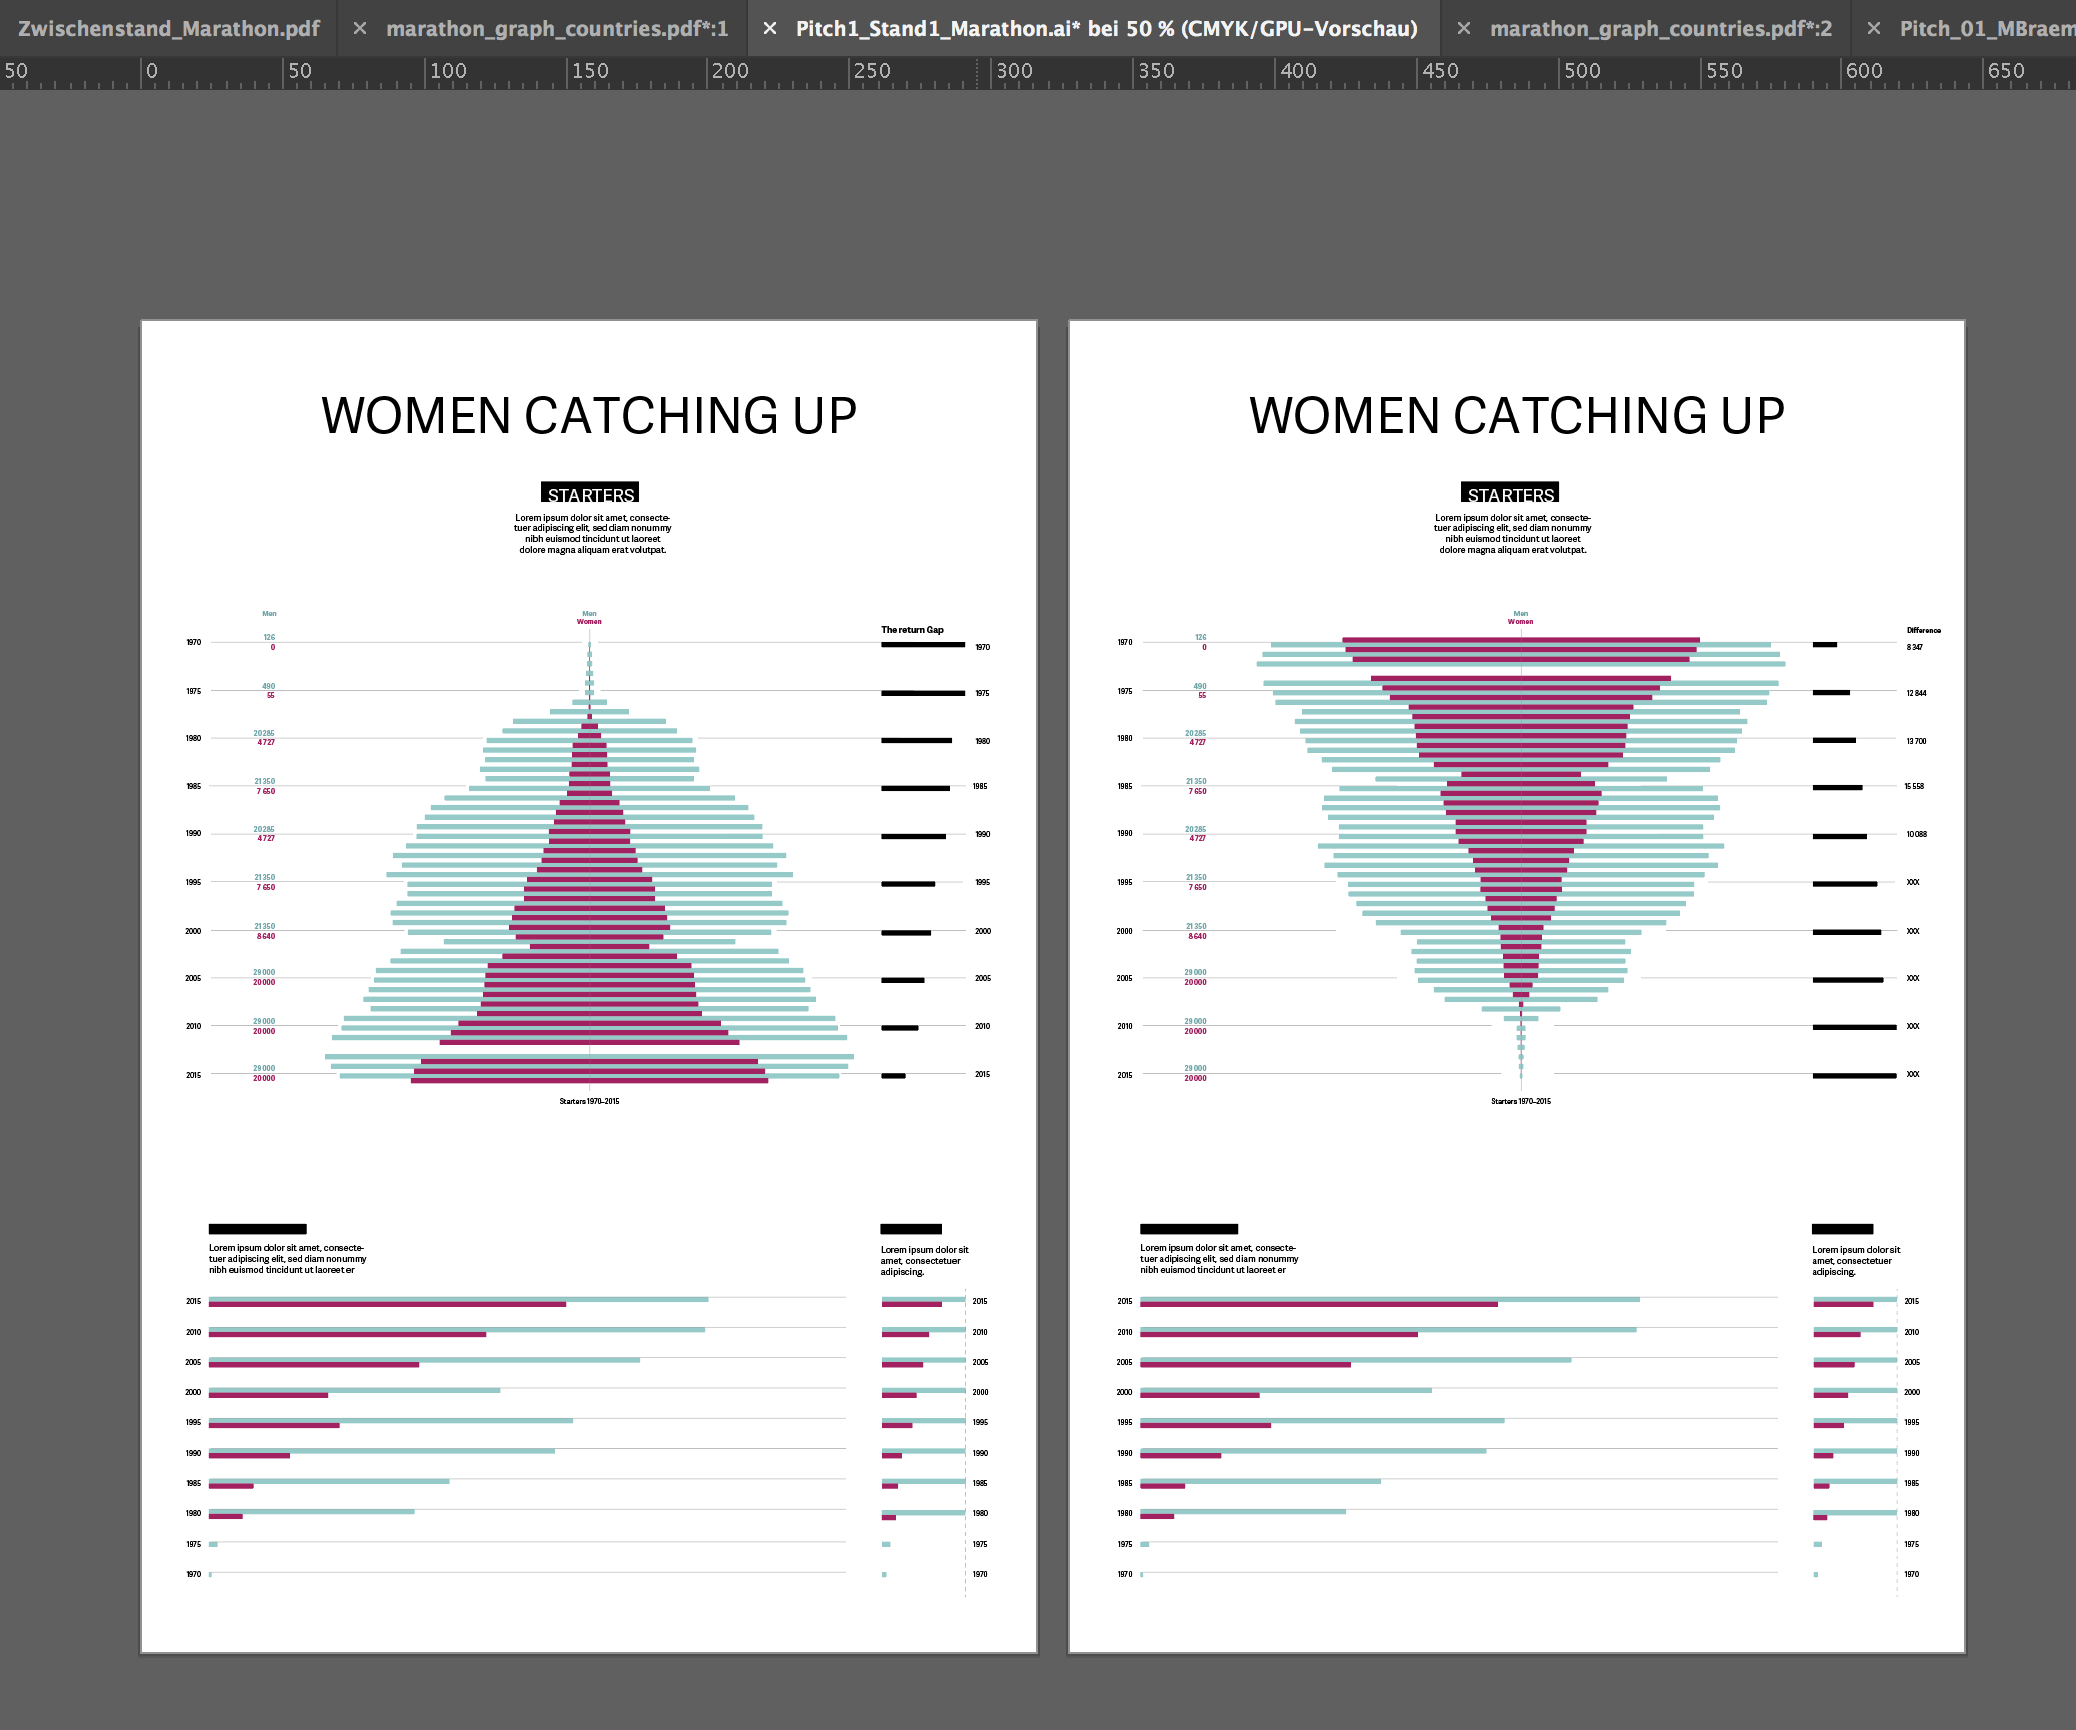 Zwischenstand_Marathon.pdf × marathon_graph_countries.pdf*:1 × Pitch1_Stand1_Marathon.ai* bei 50 % (CMYK/GPU-Vorschau) × marathon_graph_countries.pdf*:2 × Pitch_01_MBraem
50 0 50 100 150 200 250 300 350 400 450 500 550 600 650
WOMEN CATCHING UP
STARTERS
Lorem ipsum dolor sit amet, consecte-
tuer adipiscing elit, sed diam nonummy
nibh euismod tincidunt ut laoreet
dolore magna aliquam erat volutpat.
Men
Men
Women
The return Gap
1970 126 1970
0
1975 490 1975
55
1980 20285 1980
4727
1985 21350 1985
7650
1990 20285 1990
4727
1995 21350 1995
7650
2000 21350 2000
8640
2005 29000 2005
20000
2010 29000 2010
20000
2015 29000 2015
20000
Starters 1970–2015
Lorem ipsum dolor sit amet, consecte-
tuer adipiscing elit, sed diam nonummy
nibh euismod tincidunt ut laoreet er
Lorem ipsum dolor sit
amet, consectetuer
adipiscing.
2015 2015
2010 2010
2005 2005
2000 2000
1995 1995
1990 1990
1985 1985
1980 1980
1975 1975
1970 1970
WOMEN CATCHING UP
STARTERS
Lorem ipsum dolor sit amet, consecte-
tuer adipiscing elit, sed diam nonummy
nibh euismod tincidunt ut laoreet
dolore magna aliquam erat volutpat.
Men
Women
Difference
1970 126 8347
0
1975 490 12844
55
1980 20285 13700
4727
1985 21350 15558
7650
1990 20285 10088
4727
1995 21350 XXX
7650
2000 21350 XXX
8640
2005 29000 XXX
20000
2010 29000 XXX
20000
2015 29000 XXX
20000
Starters 1970–2015
Lorem ipsum dolor sit amet, consecte-
tuer adipiscing elit, sed diam nonummy
nibh euismod tincidunt ut laoreet er
Lorem ipsum dolor sit
amet, consectetuer
adipiscing.
2015 2015
2010 2010
2005 2005
2000 2000
1995 1995
1990 1990
1985 1985
1980 1980
1975 1975
1970 1970